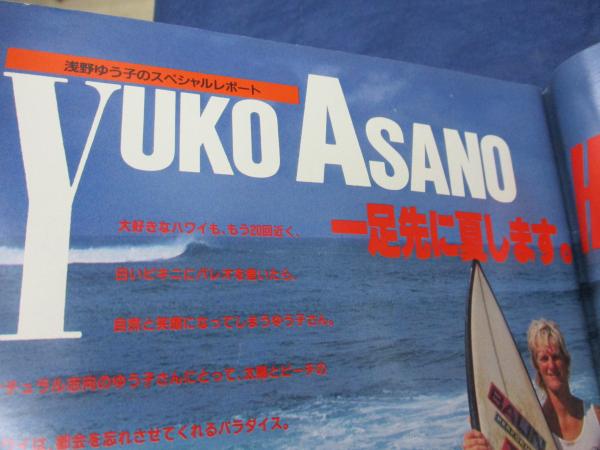 浅野ゆう子のスペシャルレポート
YUKO ASANO
一足先に夏します。
大好きなハワイも、もう20回近く、
白いビキニにパレオを巻いたら、
自然と笑顔になってしまうゆう子さん。
チュラル志向のゆう子さんにとって、太陽とビーチの
ワイは、都会を忘れさせてくれるパラダイス。
H
BALIN